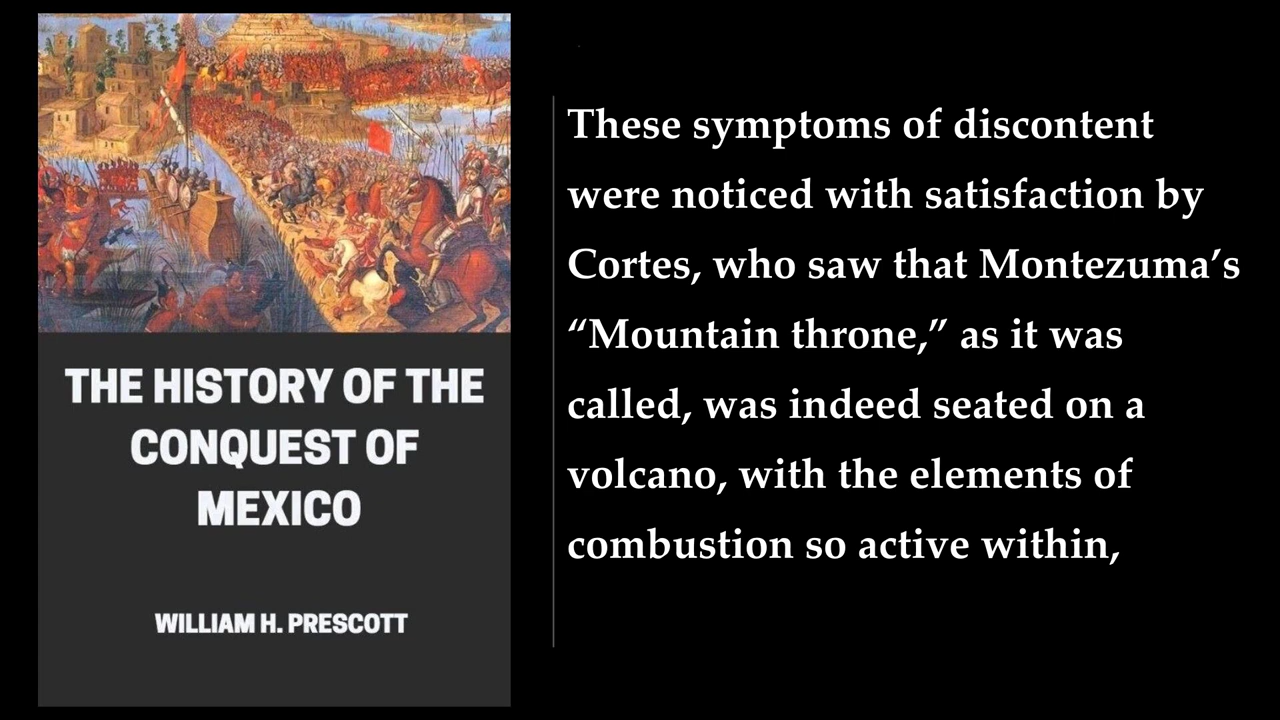 THE HISTORY OF THE
CONQUEST OF
MEXICO
WILLIAM H. PRESCOTT
These symptoms of discontent
were noticed with satisfaction by
Cortes, who saw that Montezuma’s
“Mountain throne,” as it was
called, was indeed seated on a
volcano, with the elements of
combustion so active within,